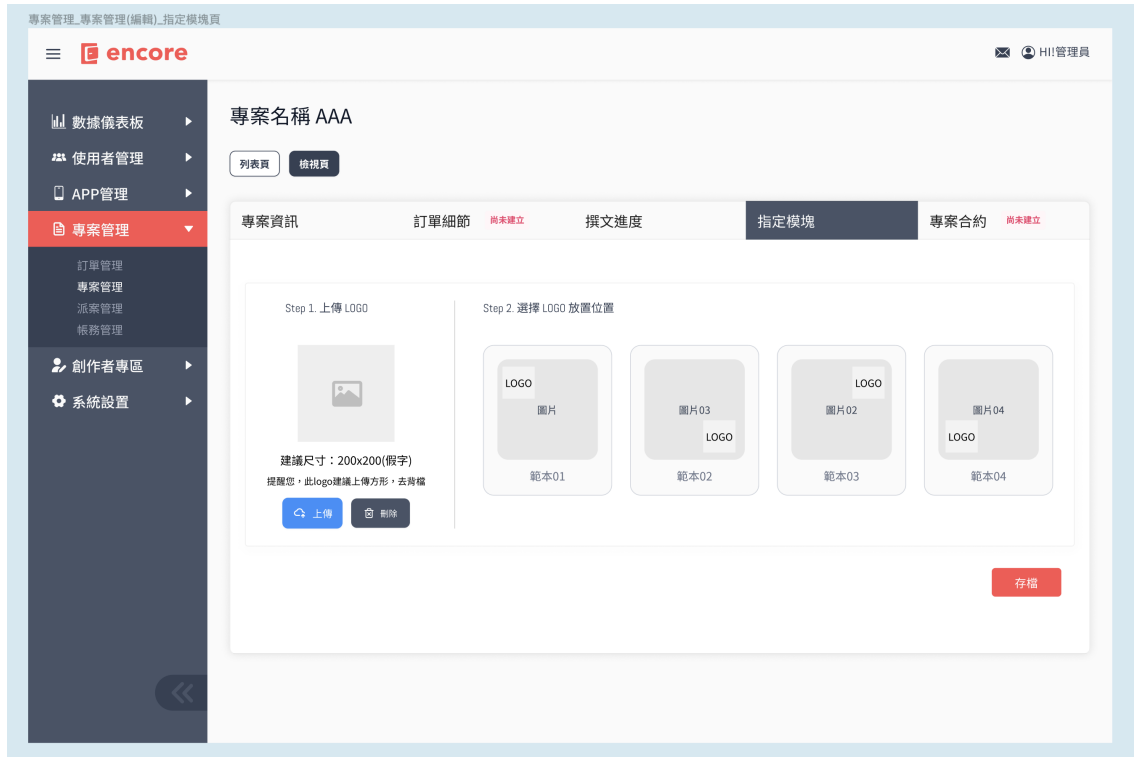 專案管理_專案管理(編輯)_指定模塊頁
encore
HI!管理員
數據儀表板
使用者管理
APP管理
專案管理
訂單管理
專案管理
派案管理
帳務管理
創作者專區
系統設置
專案名稱 AAA
列表頁 檢視頁
專案資訊 訂單細節 尚未建立 撰文進度 指定模塊 專案合約 尚未建立
Step 1. 上傳 LOGO
建議尺寸：200x200(假字)
提醒您，此logo建議上傳方形，去背檔
上傳 刪除
Step 2. 選擇 LOGO 放置位置
LOGO
圖片
範本01
圖片03
LOGO
範本02
LOGO
圖片02
範本03
圖片04
LOGO
範本04
存檔